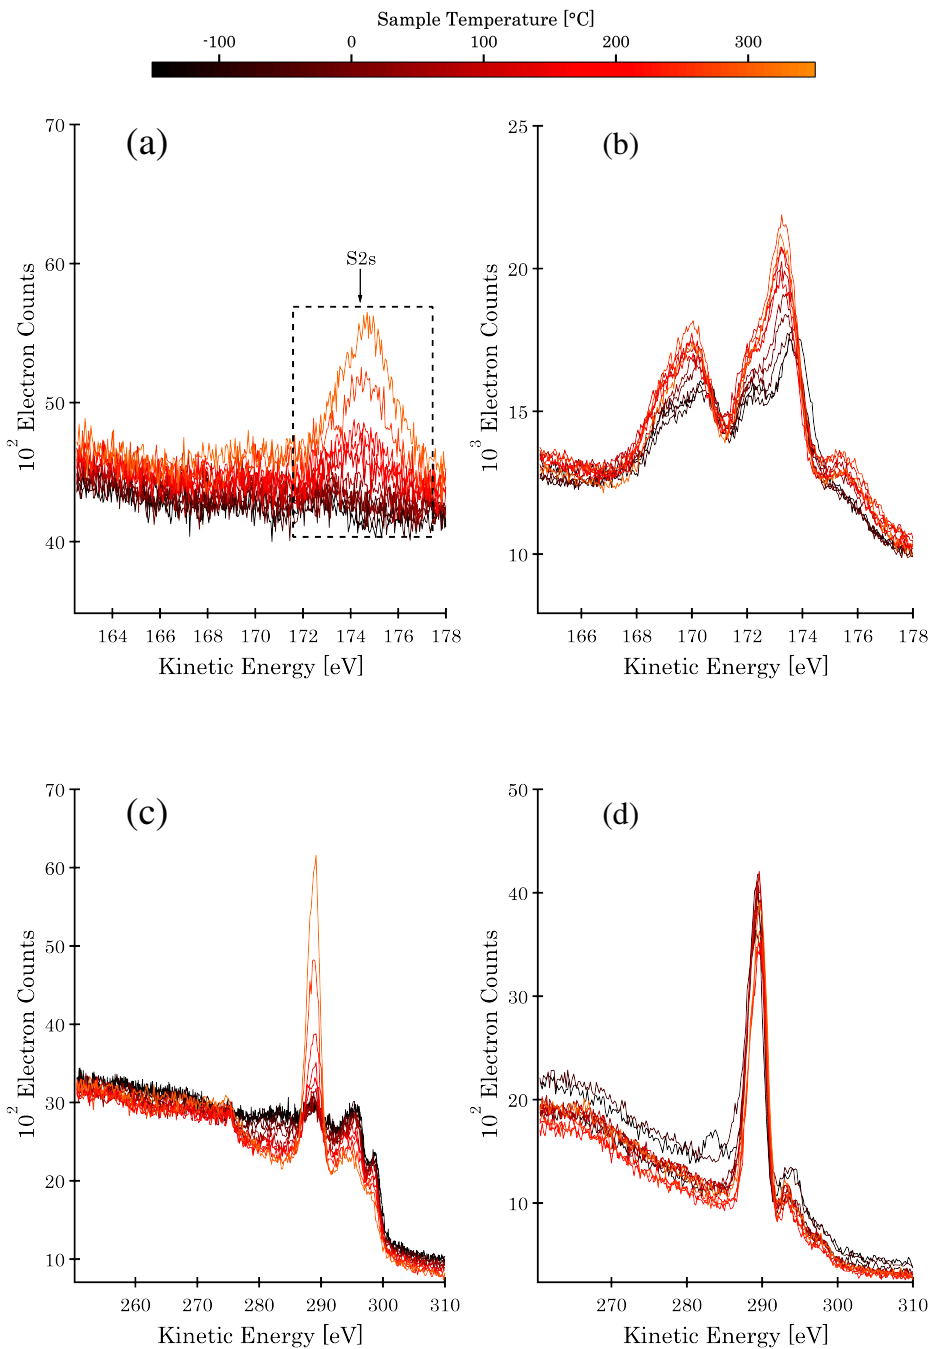 Sample Temperature [°C]
-100 0 100 200 300
(a)
70
60
50
40
10² Electron Counts
S2s
164 166 168 170 172 174 176 178
Kinetic Energy [eV]
(b)
25
20
15
10
10³ Electron Counts
166 168 170 172 174 176 178
Kinetic Energy [eV]
(c)
70
60
50
40
30
20
10
10² Electron Counts
260 270 280 290 300 310
Kinetic Energy [eV]
(d)
50
40
30
20
10
10² Electron Counts
270 280 290 300 310
Kinetic Energy [eV]